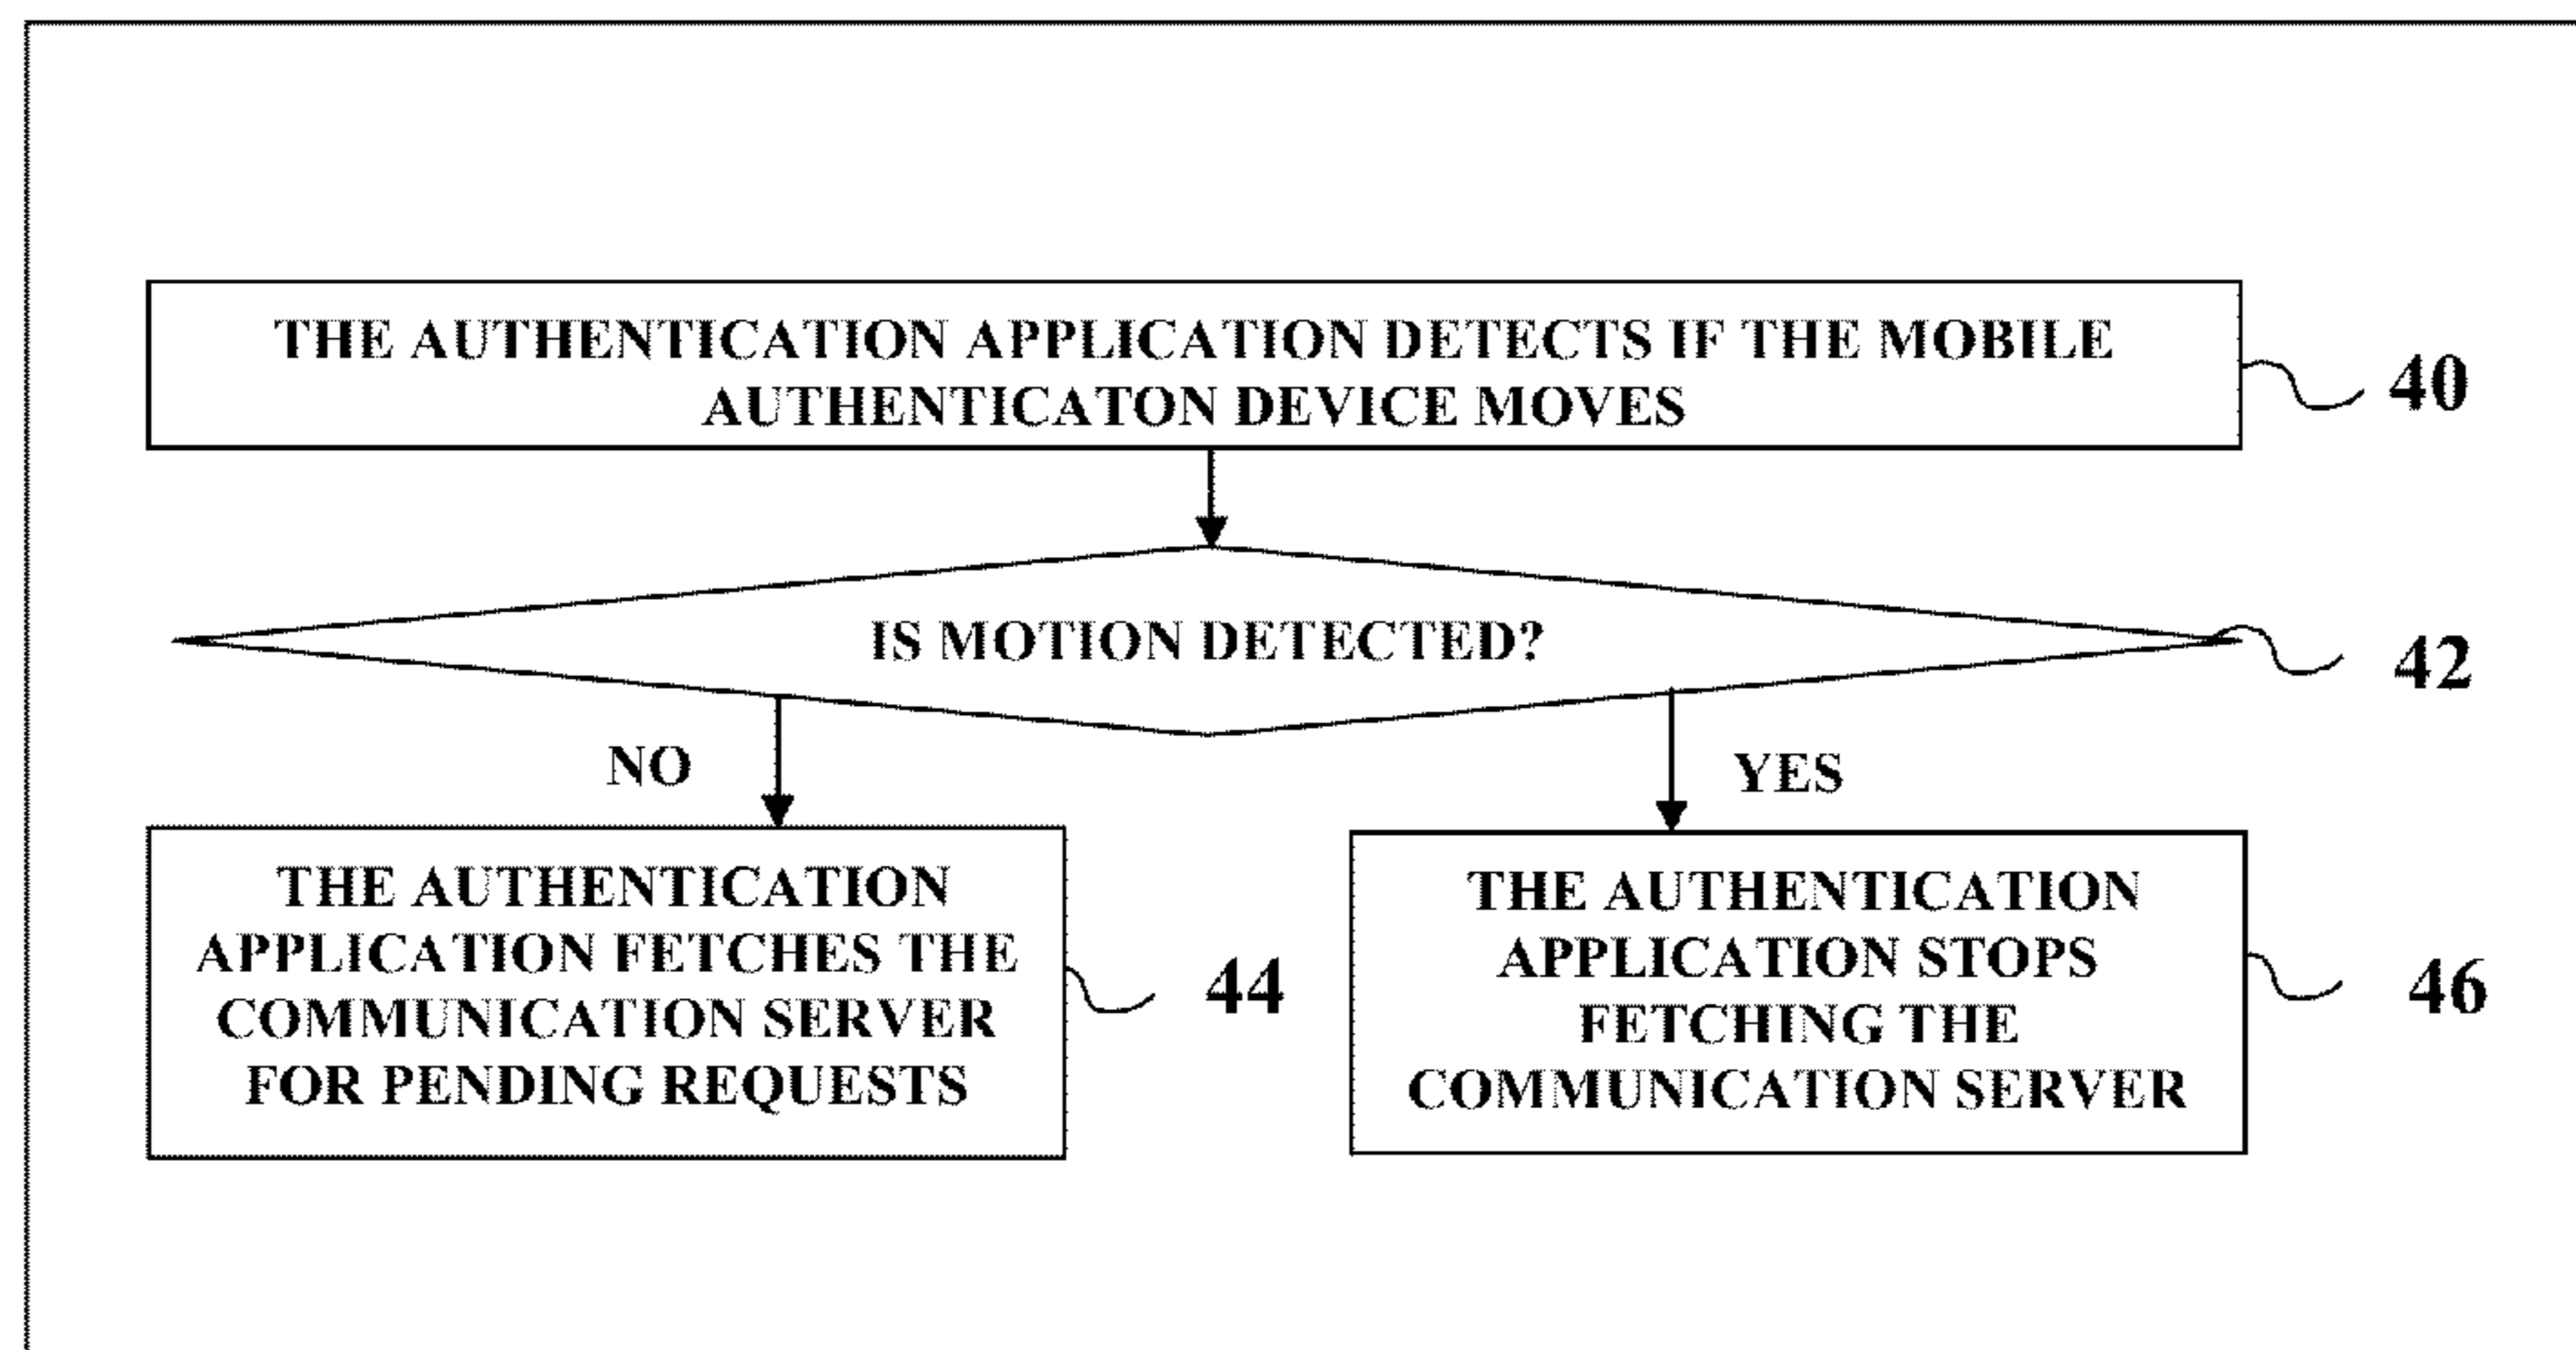 THE AUTHENTICATION APPLICATION DETECTS IF THE MOBILE
AUTHENTICATON DEVICE MOVES
40
IS MOTION DETECTED?
42
NO
YES
THE AUTHENTICATION
APPLICATION FETCHES THE
COMMUNICATION SERVER
FOR PENDING REQUESTS
44
THE AUTHENTICATION
APPLICATION STOPS
FETCHING THE
COMMUNICATION SERVER
46